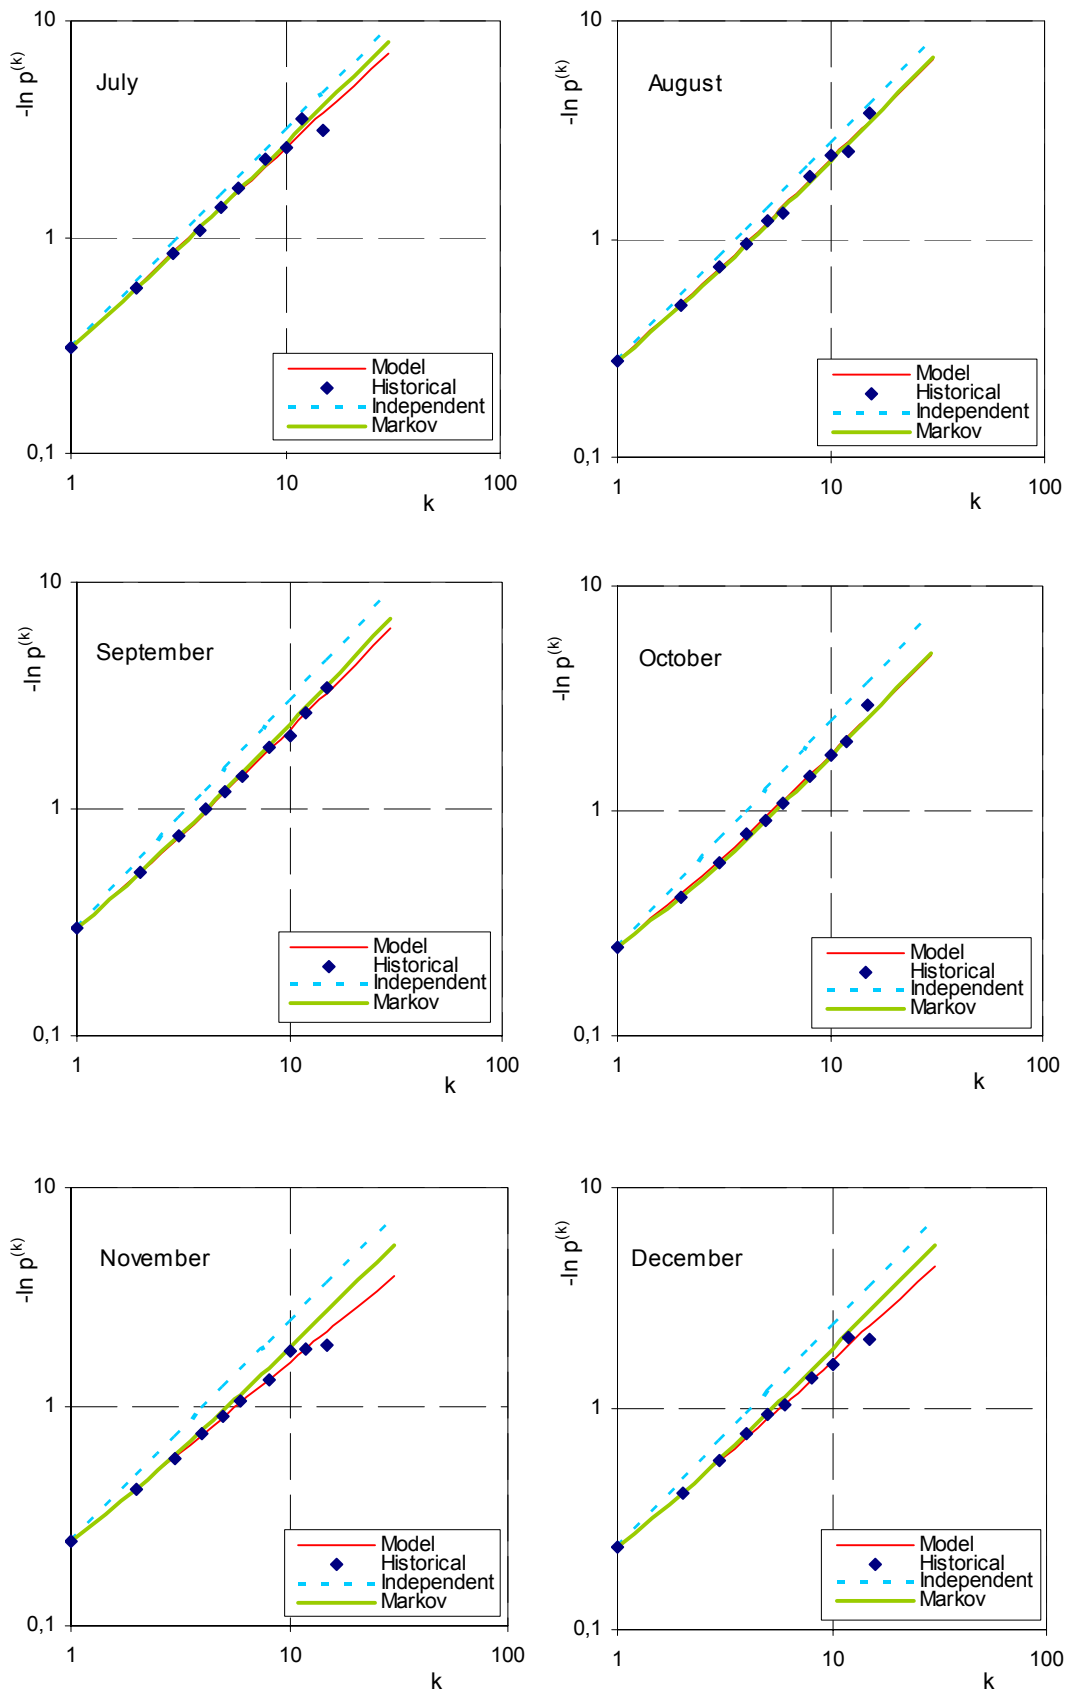 10
-ln p(k)
July
1
Model
Historical
Independent
Markov
0,1
1
10
100
k
10
-ln p(k)
August
1
Model
Historical
Independent
Markov
0,1
1
10
100
k
10
-ln p(k)
September
1
Model
Historical
Independent
Markov
0,1
1
10
100
k
10
-ln p(k)
October
1
Model
Historical
Independent
Markov
0,1
1
10
100
k
10
-ln p(k)
November
1
Model
Historical
Independent
Markov
0,1
1
10
100
k
10
-ln p(k)
December
1
Model
Historical
Independent
Markov
0,1
1
10
100
k